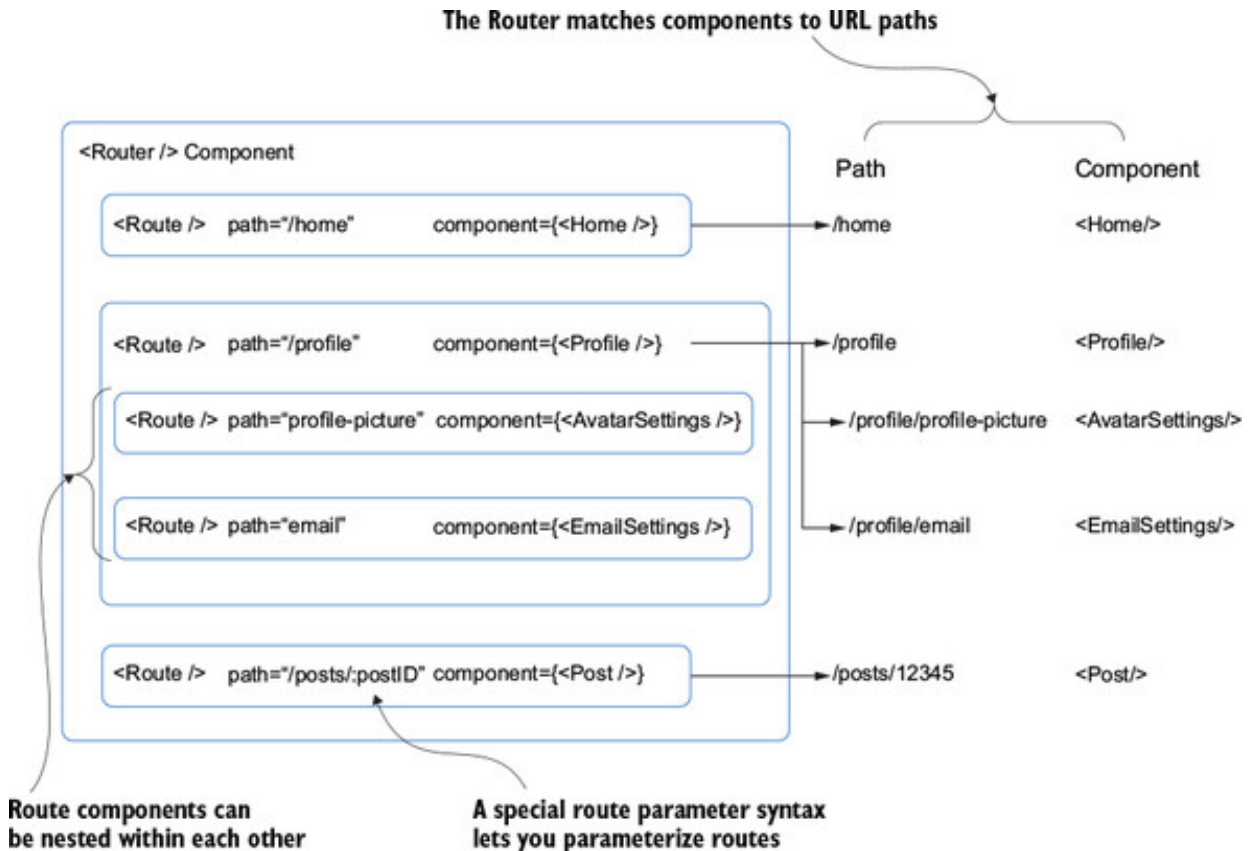 The Router matches components to URL paths
<Router /> Component
Path Component
<Route /> path="/home" component={<Home />} /home <Home/>
<Route /> path="/profile" component={<Profile />} /profile <Profile/>
<Route /> path="profile-picture" component={<AvatarSettings />} /profile/profile-picture <AvatarSettings/>
<Route /> path="email" component={<EmailSettings />} /profile/email <EmailSettings/>
<Route /> path="/posts/:postID" component={<Post />} /posts/12345 <Post/>
Route components can
be nested within each other
A special route parameter syntax
lets you parameterize routes